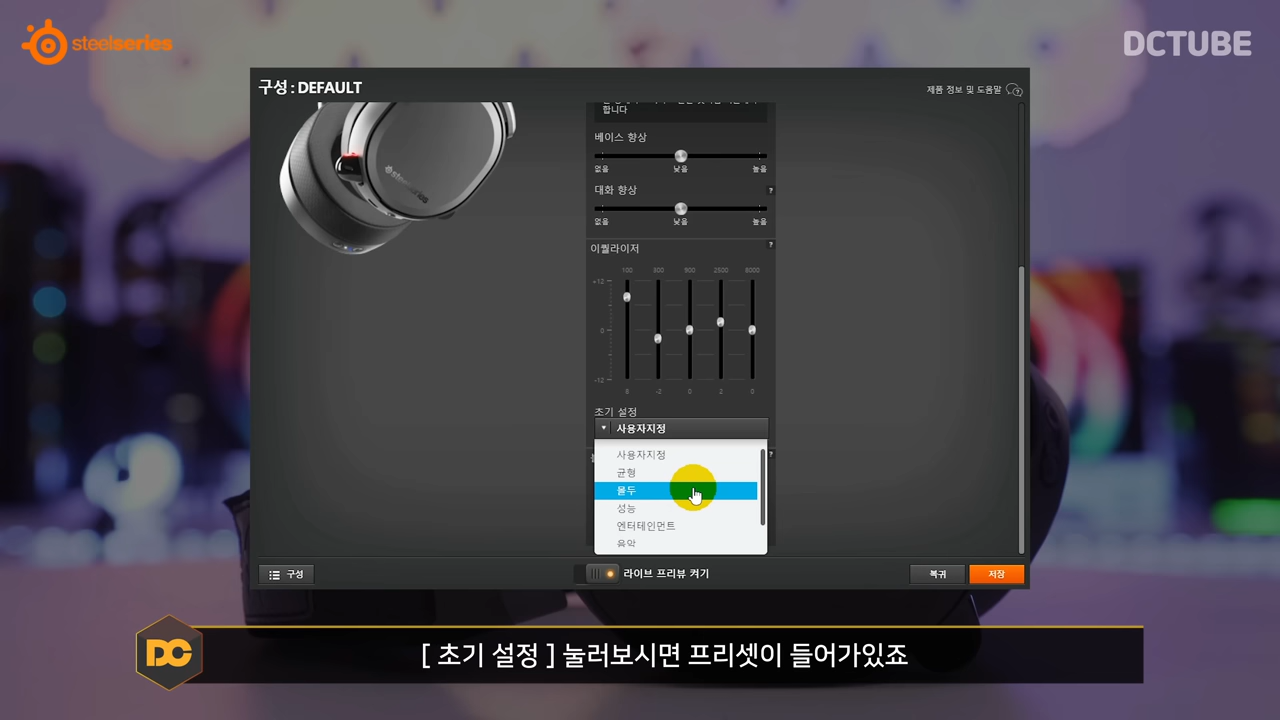 steelseries
DCTUBE
구성 : DEFAULT
제품 정보 및 도움말
합니다
베이스 향상
없음 낮음 높음
대화 향상
없음 낮음 높음
이퀄라이저
100 300 900 2500 8000
+12
0
-12
8 -2 0 2 0
초기 설정
사용자지정
사용자지정
균형
몰두
성능
엔터테인먼트
음악
구성
라이브 프리뷰 켜기
복귀
저장
DC
[ 초기 설정 ] 눌러보시면 프리셋이 들어가있죠